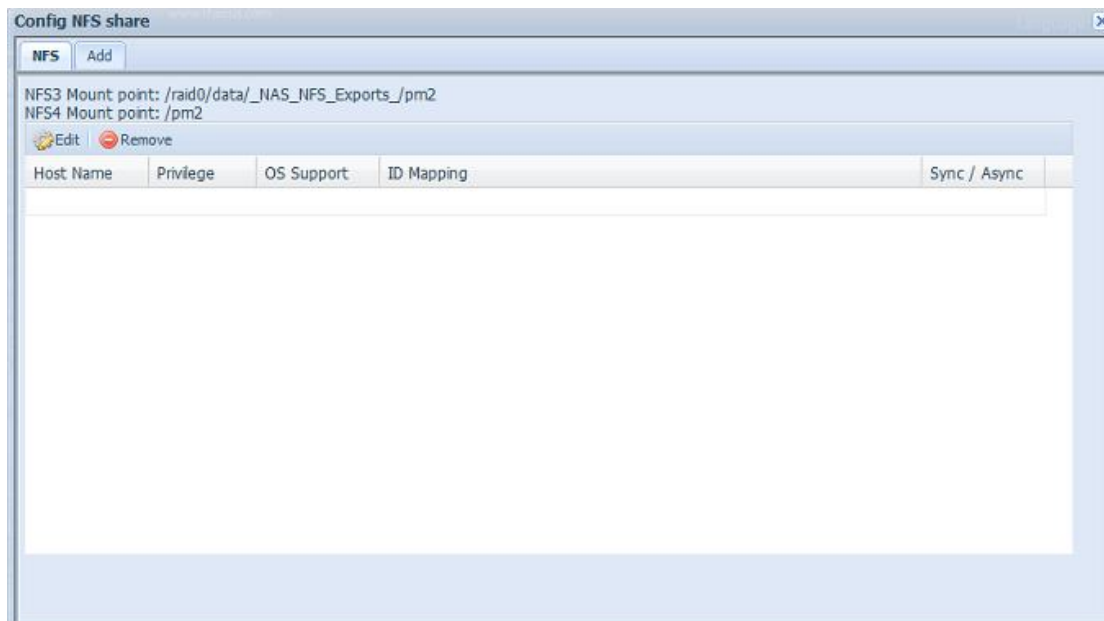 Config NFS share
NFS Add
NFS3 Mount point: /raid0/data/_NAS_NFS_Exports_/pm2
NFS4 Mount point: /pm2
Edit Remove
Host Name Privilege OS Support ID Mapping Sync / Async